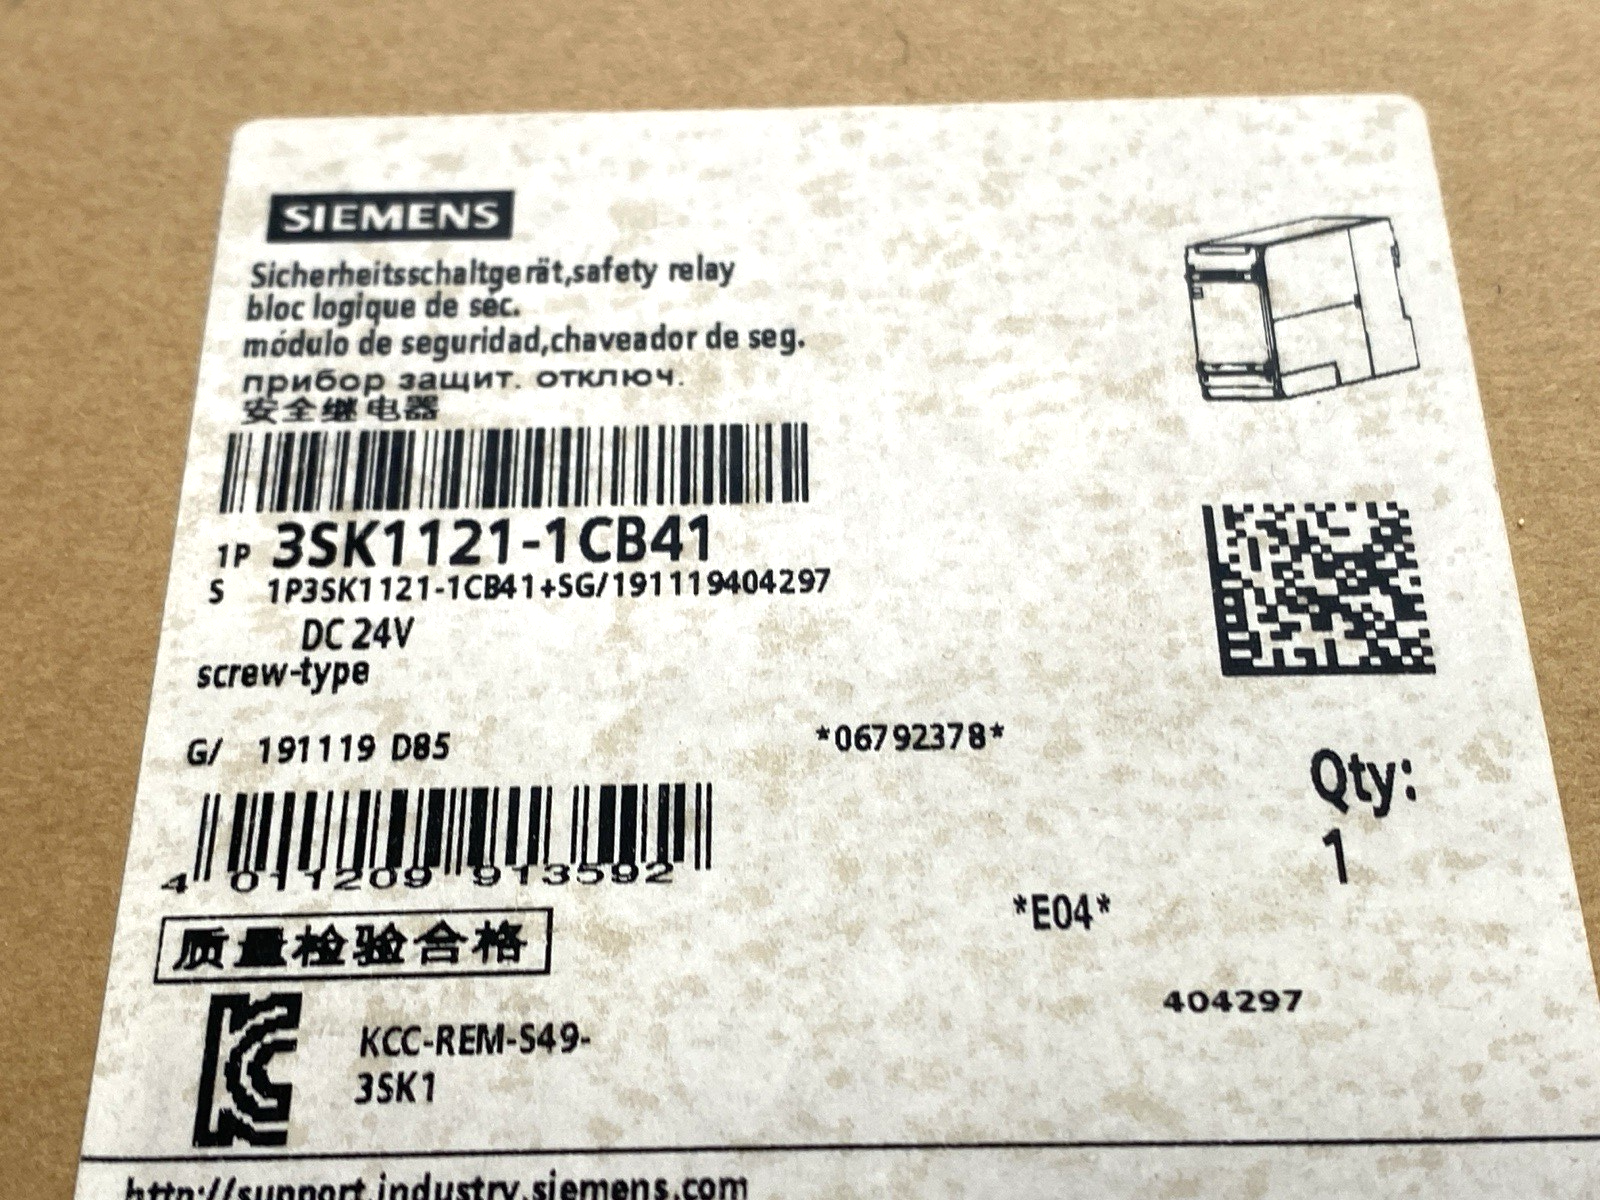 SIEMENS
Sicherheitsschaltgerät,safety relay
bloc logique de séc.
módulo de seguridad,chaveador de seg.
прибор защит. отключ.
安全继电器
1P 3SK1121-1CB41
S 1P3SK1121-1CB41+SG/191119404297
DC 24V
screw-type
G/ 191119 D85
*06792378*
Qty:
1
4 011209 913592
*E04*
质量检验合格
404297
KCC-REM-S49-
3SK1
http://support.industry.siemens.com